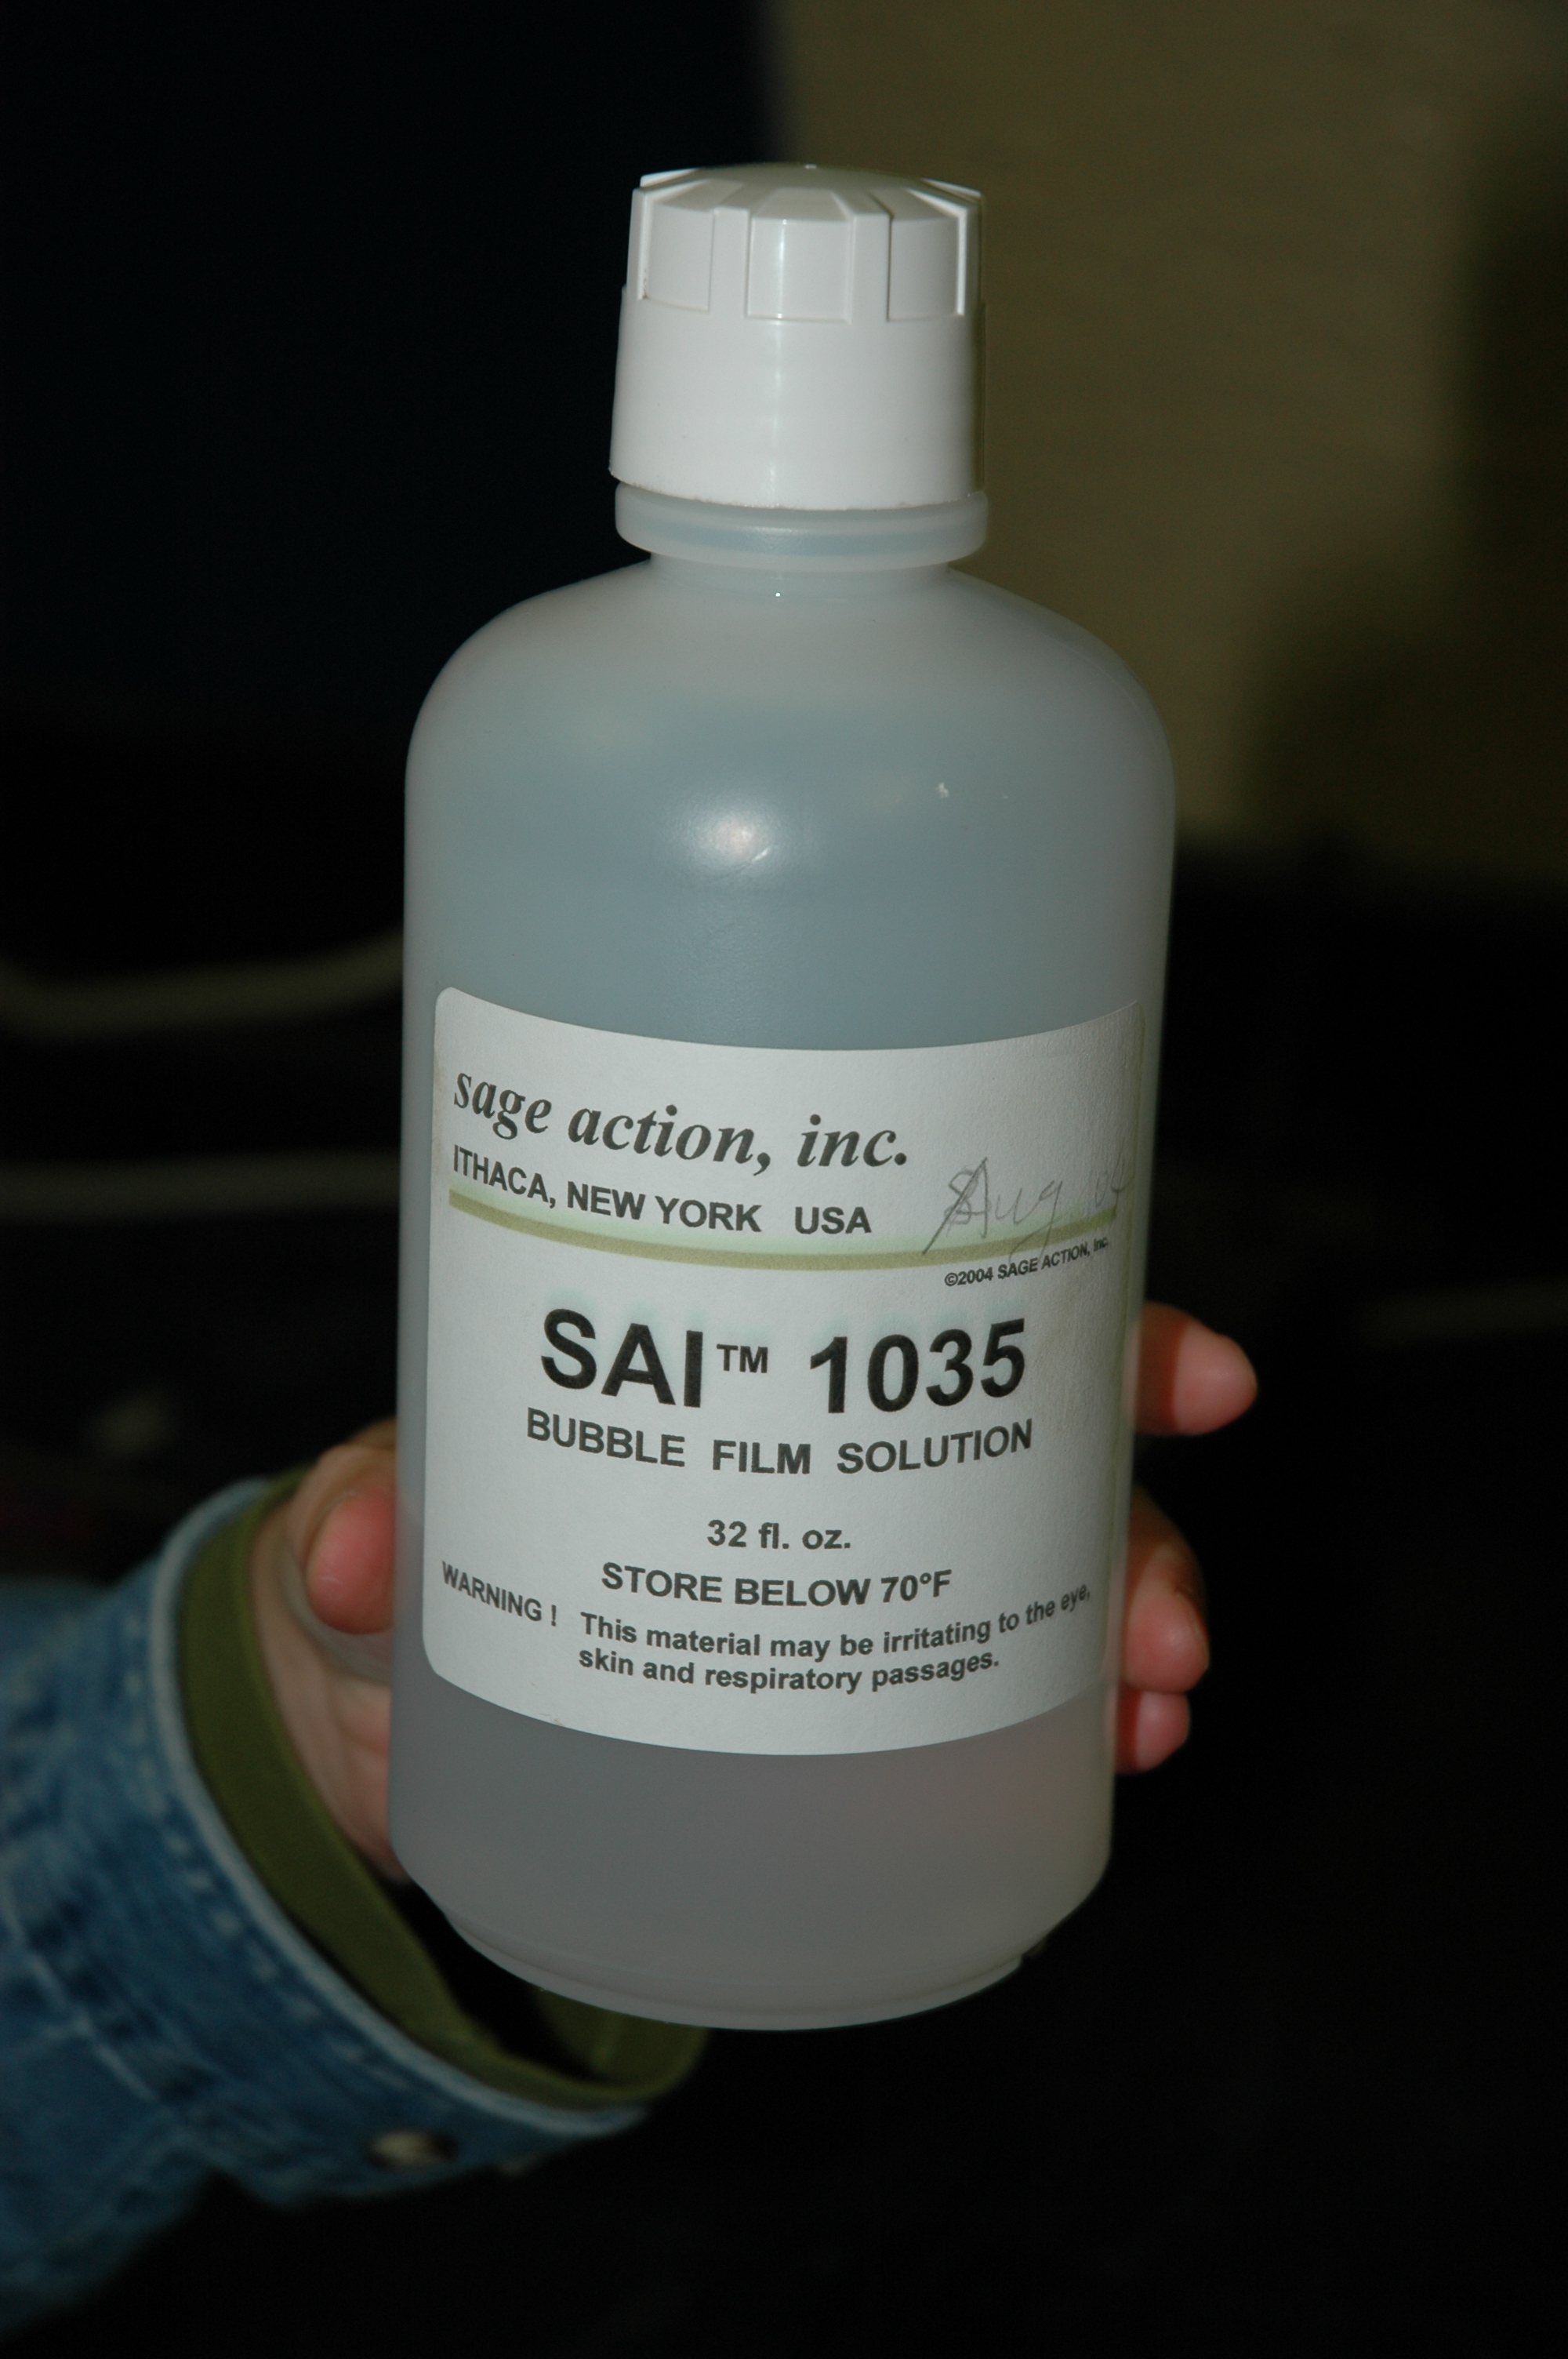 sage action, inc.
ITHACA, NEW YORK USA
Aug
©2004 SAGE ACTION, Inc.
SAI™ 1035
BUBBLE FILM SOLUTION
32 fl. oz.
STORE BELOW 70°F
WARNING ! This material may be irritating to the eye,
skin and respiratory passages.